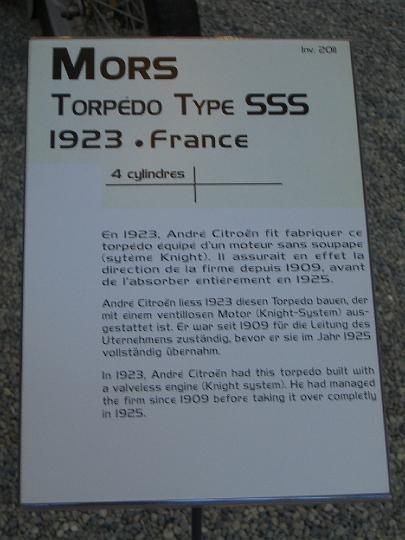 Inv. 2011
MORS
TORPÉDO TYPE SSS
1923 • France
4 cylindres
En 1923, André Citroën fit fabriquer ce
torpédo équipé d'un moteur sans soupape
(sytème Knight). Il assurait en effet la
direction de la firme depuis 1909, avant
de l'absorber entièrement en 1925.
André Citroën liess 1923 diesen Torpedo bauen, der
mit einem ventillosen Motor (Knight-System) aus-
gestattet ist. Er war seit 1909 für die Leitung des
Uternehmens zuständig, bevor er sie im Jahr 1925
vollständig übernahm.
In 1923, André Citroën had this torpedo built with
a valveless engine (Knight system). He had managed
the firm since 1909 before taking it over completly
in 1925.